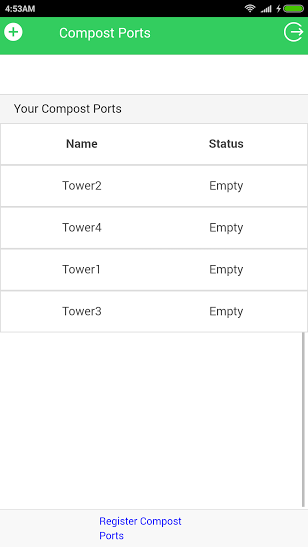 4:53AM
Compost Ports
Your Compost Ports
Name Status
Tower2 Empty
Tower4 Empty
Tower1 Empty
Tower3 Empty
Register Compost
Ports